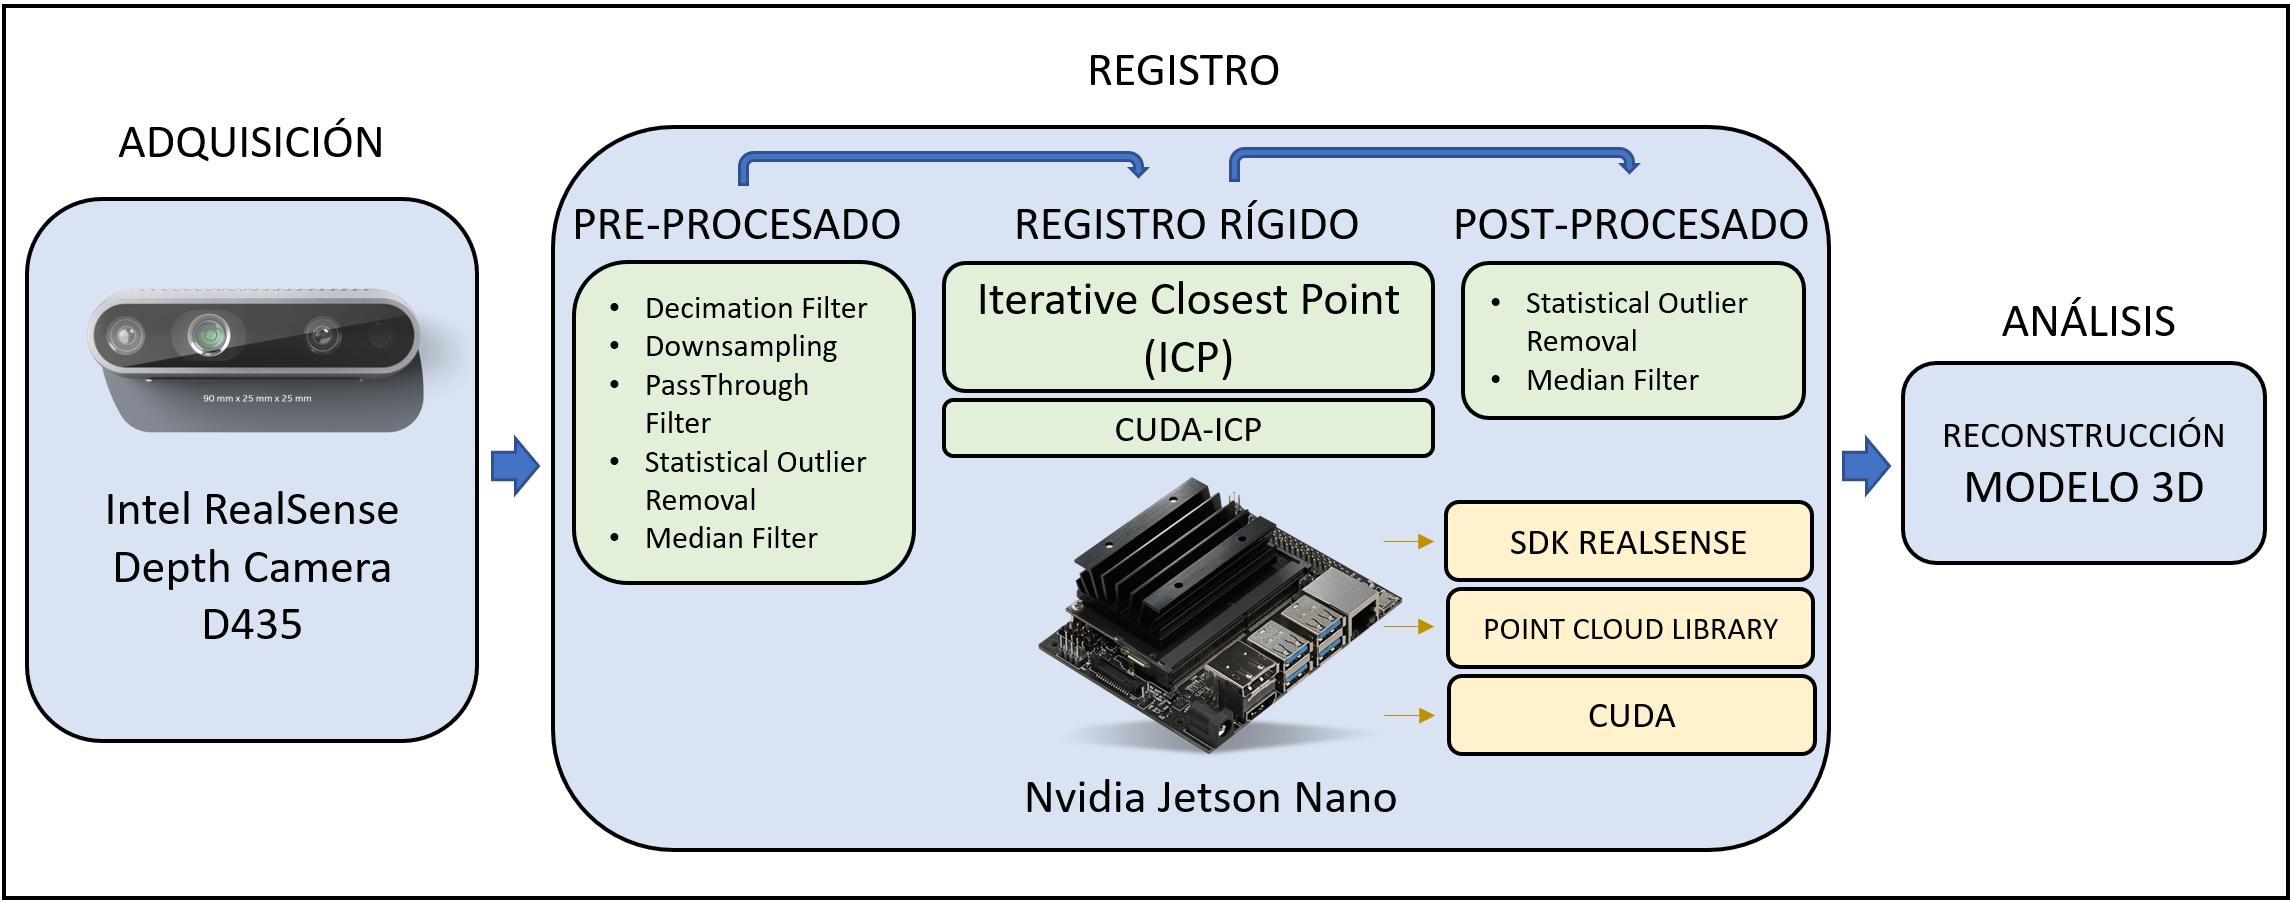 REGISTRO
ADQUISICIÓN
90 mm x 25 mm x 25 mm
Intel RealSense
Depth Camera
D435
PRE-PROCESADO
• Decimation Filter
• Downsampling
• PassThrough
Filter
• Statistical Outlier
Removal
• Median Filter
REGISTRO RÍGIDO
Iterative Closest Point
(ICP)
CUDA-ICP
POST-PROCESADO
• Statistical Outlier
Removal
• Median Filter
SDK REALSENSE
POINT CLOUD LIBRARY
CUDA
Nvidia Jetson Nano
ANÁLISIS
RECONSTRUCCIÓN
MODELO 3D